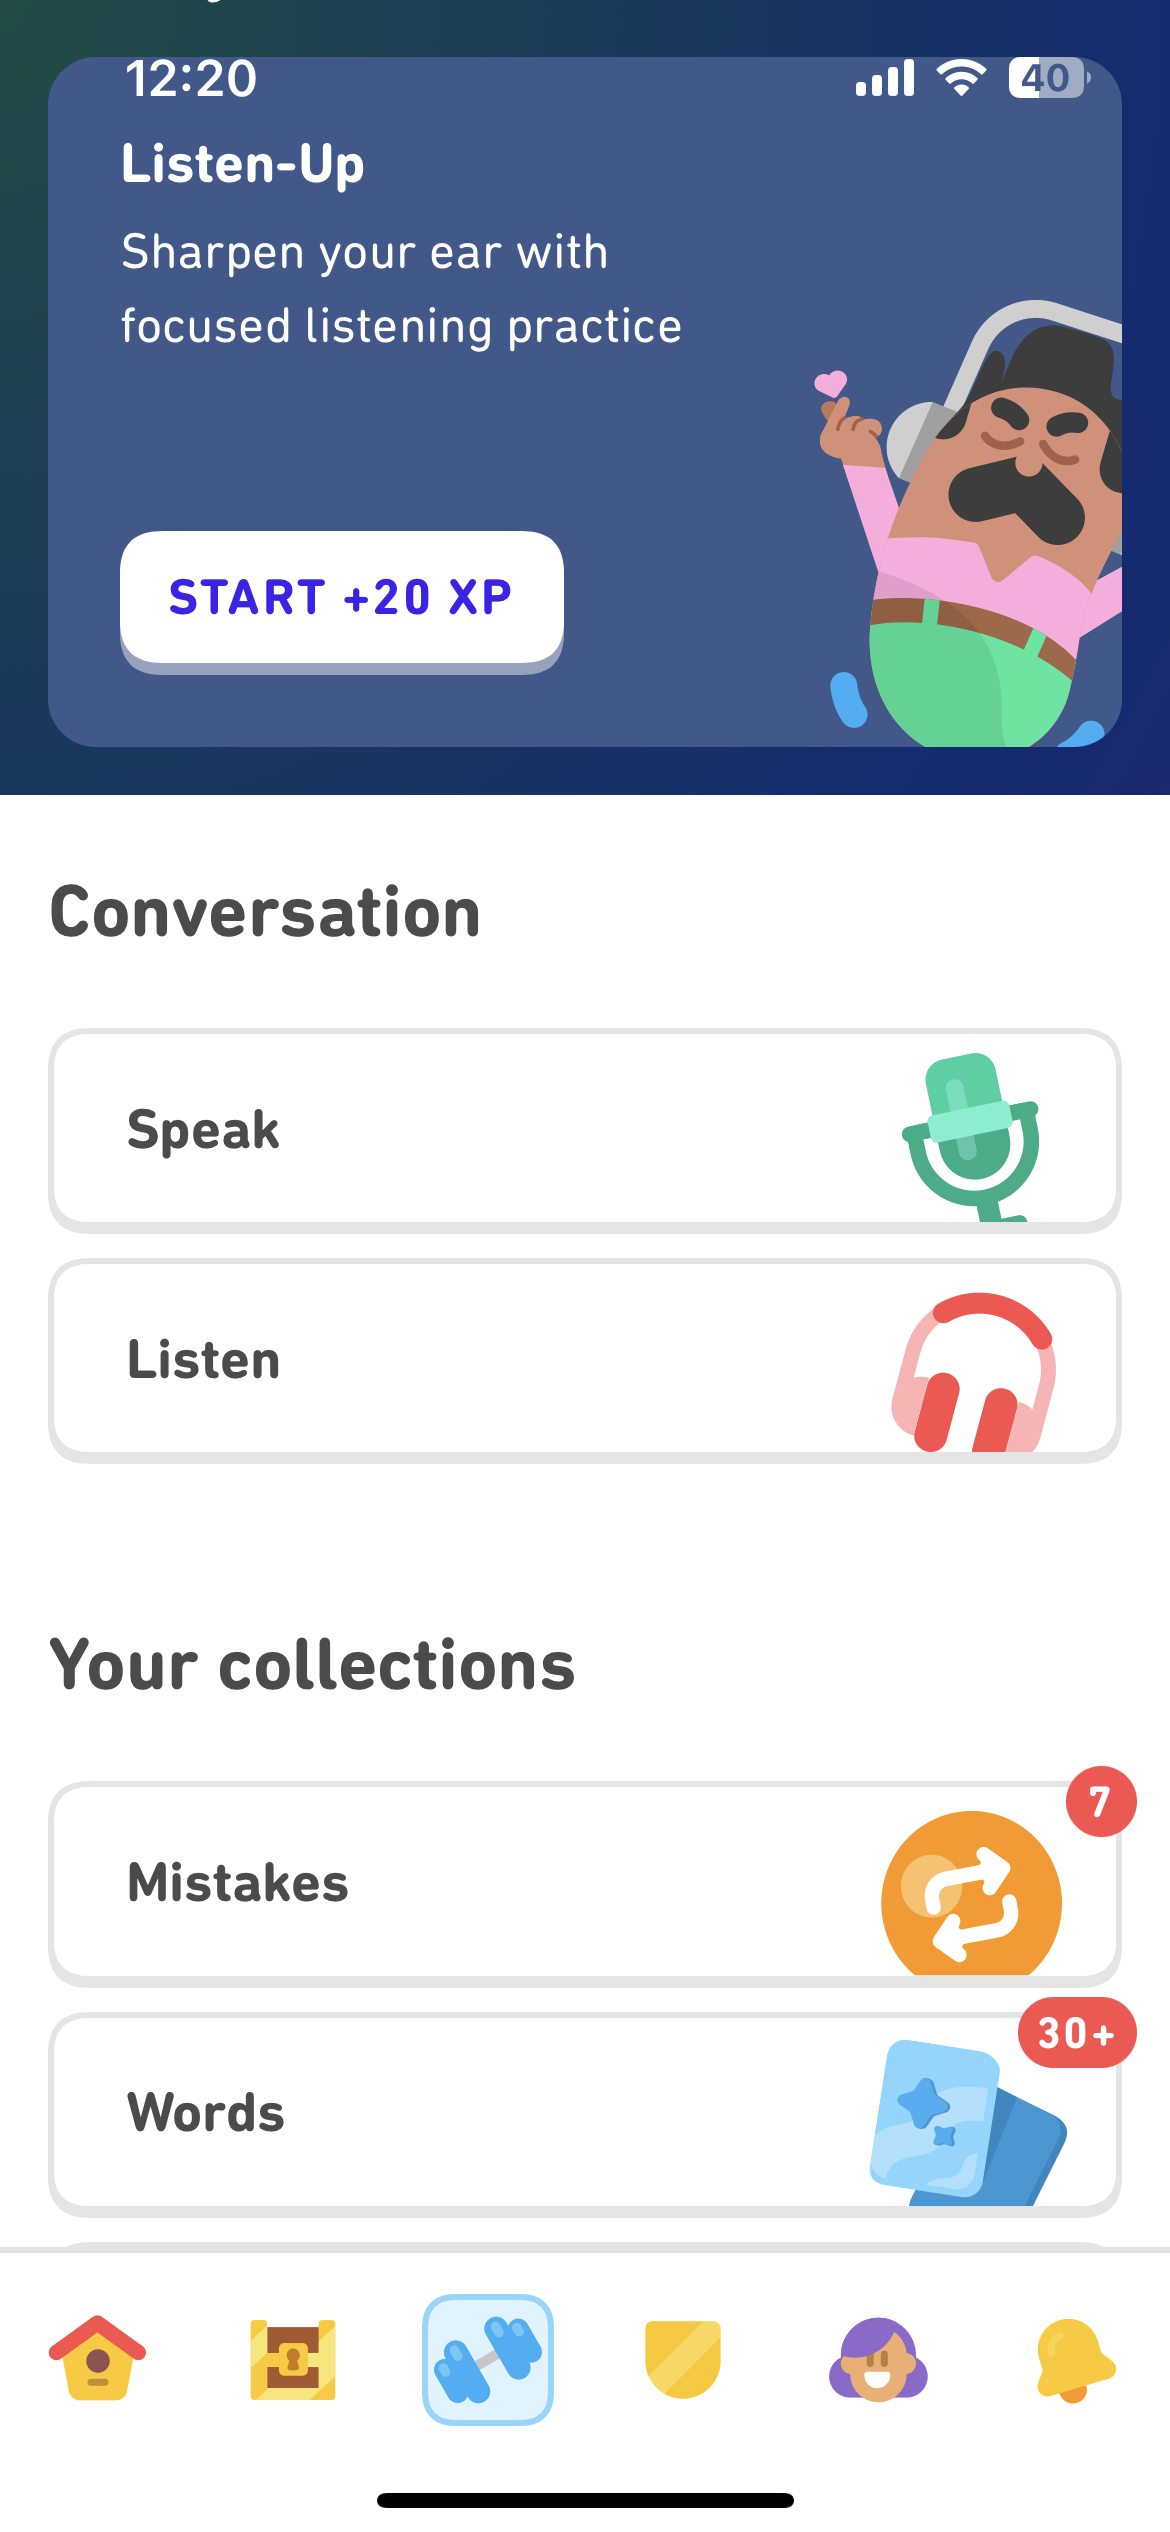 12:20
40
Listen-Up
Sharpen your ear with
focused listening practice
START +20 XP
Conversation
Speak
Listen
Your collections
7
Mistakes
30+
Words